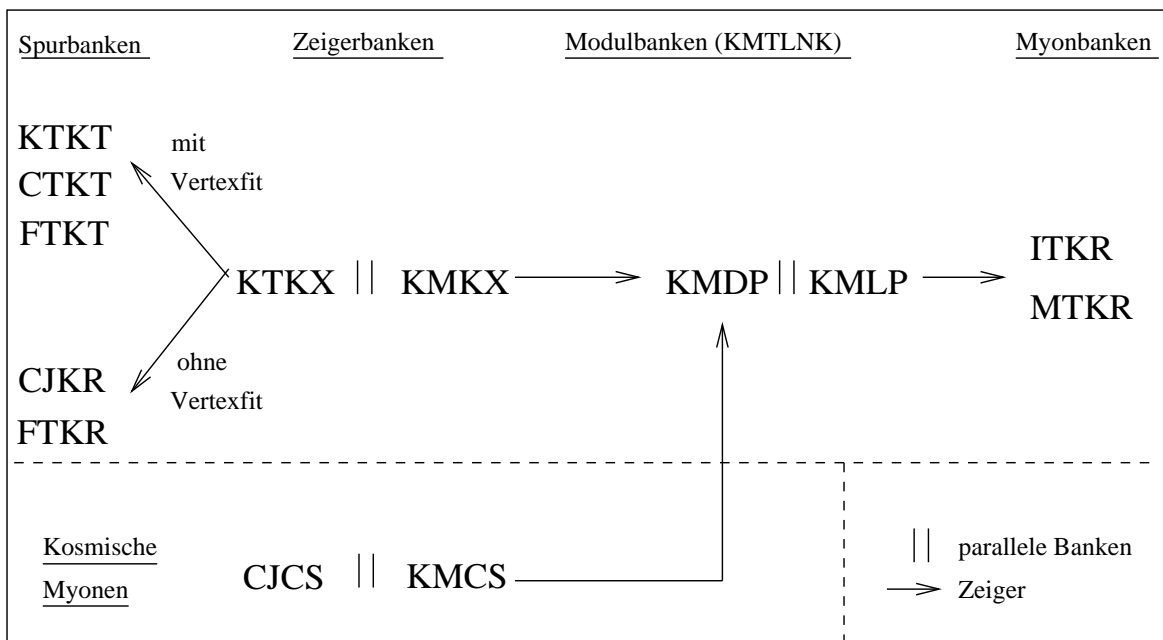 Spurbanken Zeigerbanken Modulbanken (KMTLNK) Myonbanken
KTKT mit
CTKT Vertexfit
FTKT
KTKX || KMKX KMDP || KMLP ITKR
MTKR
CJKR ohne
FTKR Vertexfit
Kosmische
Myonen
CJCS || KMCS
|| parallele Banken
Zeiger